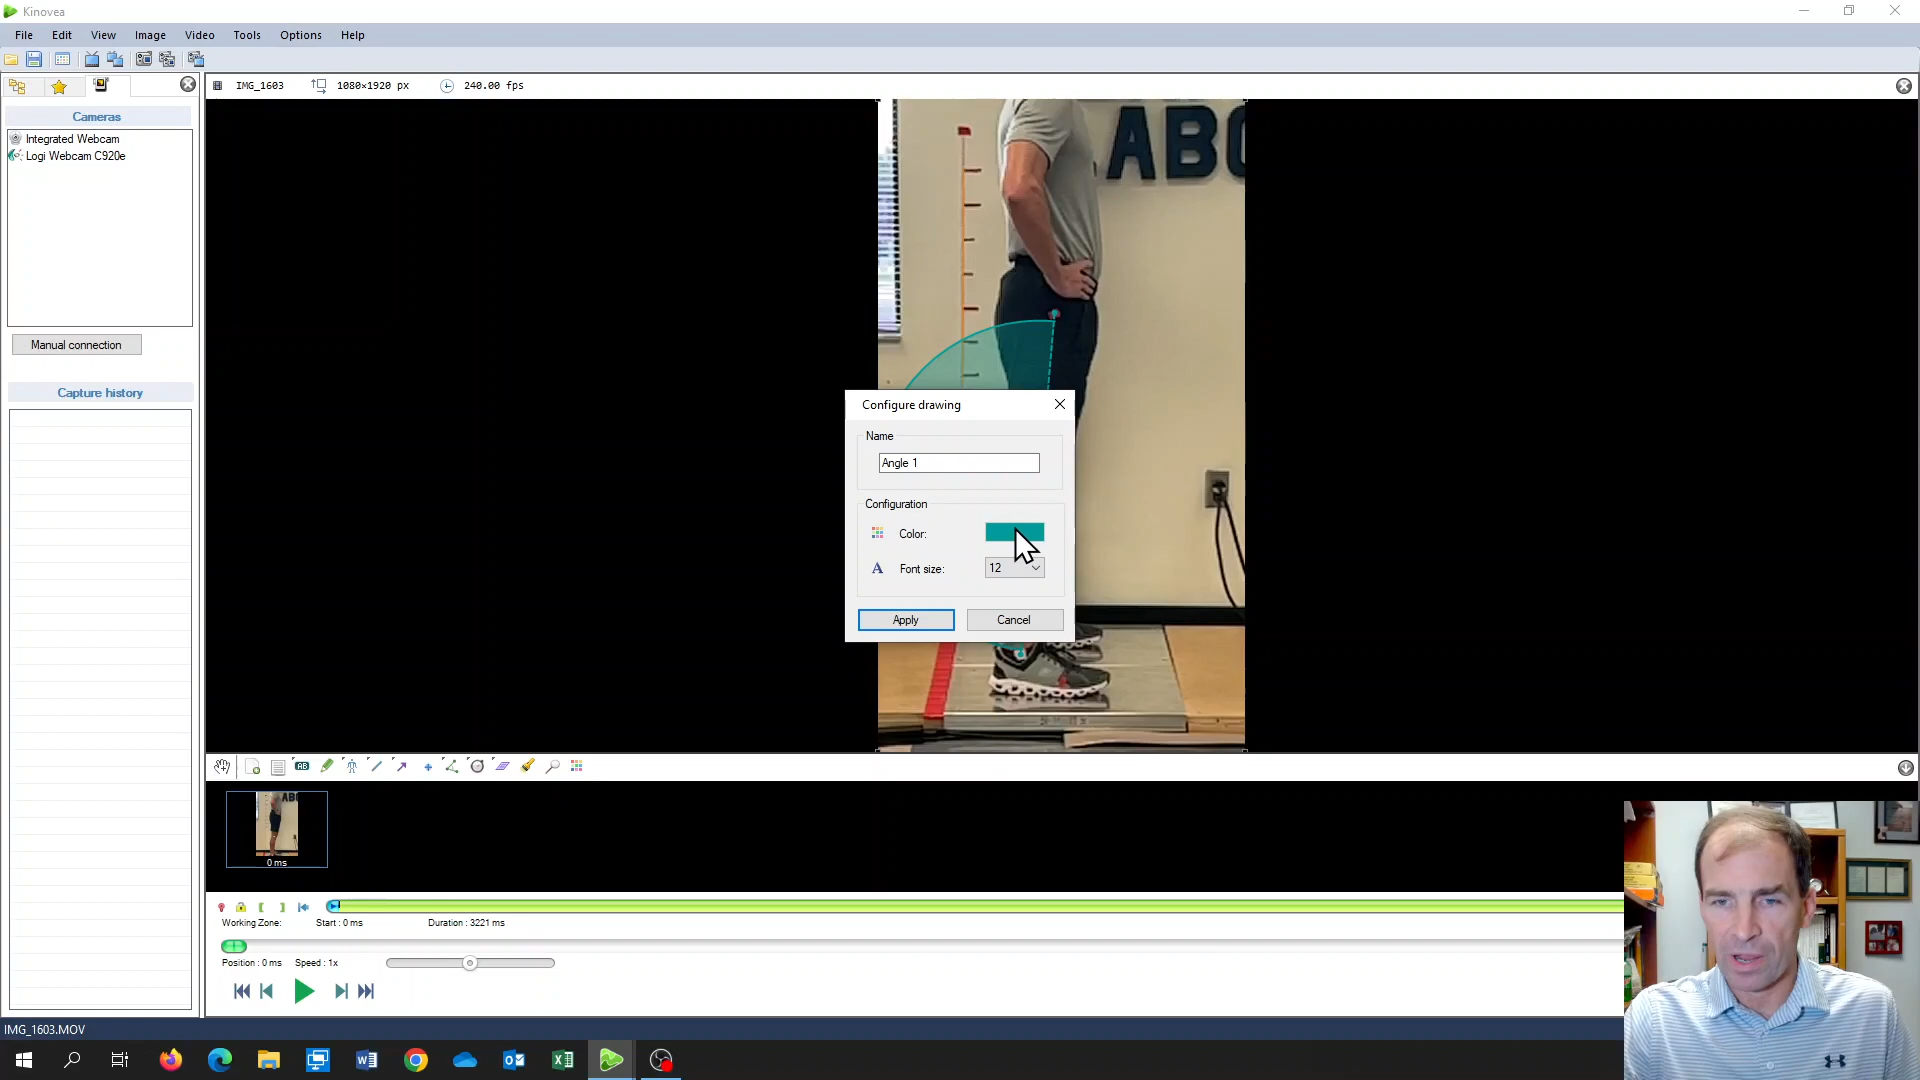 Kinovea
File Edit View Image Video Tools Options Help
IMG_1603 1080×1920 px 240.00 fps
Cameras
Integrated Webcam
Logi Webcam C920e
Manual connection
Capture history
ABC
Configure drawing
Name
Angle 1
Configuration
Color:
A Font size: 12
Apply Cancel
AB
0 ms
Working Zone: Start : 0 ms Duration : 3221 ms
Position : 0 ms Speed : 1x
IMG_1603.MOV